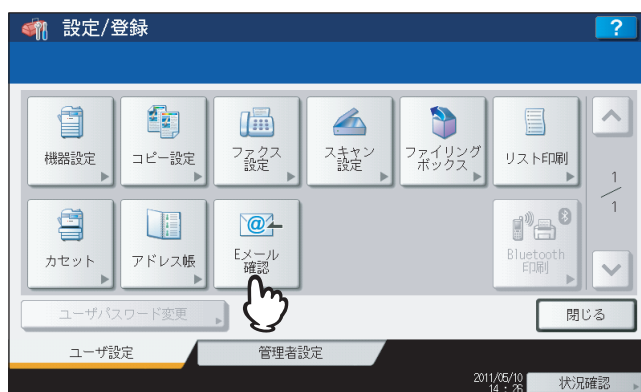 設定/登録
?
機器設定
コピー設定
ファクス
設定
スキャン
設定
ファイリング
ボックス
リスト印刷
1
1
カセット
アドレス帳
@
Eメール
確認
Bluetooth
印刷
ユーザパスワード変更
閉じる
ユーザ設定
管理者設定
2011/05/10
14 : 26
状況確認